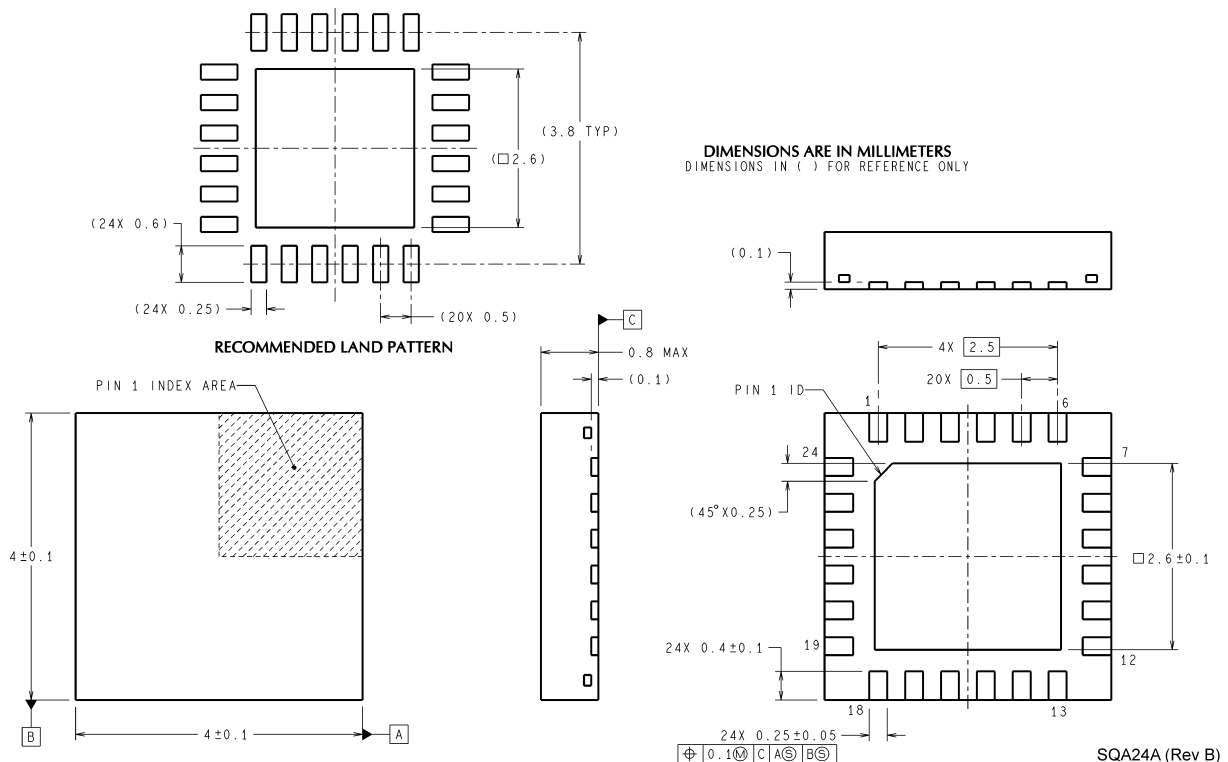 (3.8 TYP)
(□2.6)
(24X 0.6)
(24X 0.25)
(20X 0.5)
RECOMMENDED LAND PATTERN
DIMENSIONS ARE IN MILLIMETERS
DIMENSIONS IN ( ) FOR REFERENCE ONLY
(0.1)
PIN 1 INDEX AREA
4±0.1
4±0.1
B
A
C
0.8 MAX
(0.1)
4X 2.5
20X 0.5
PIN 1 ID
1
6
24
7
(45°X0.25)
□2.6±0.1
19
12
24X 0.4±0.1
18
13
24X 0.25±0.05
⌖ 0.1Ⓜ C AⓈ BⓈ
SQA24A (Rev B)